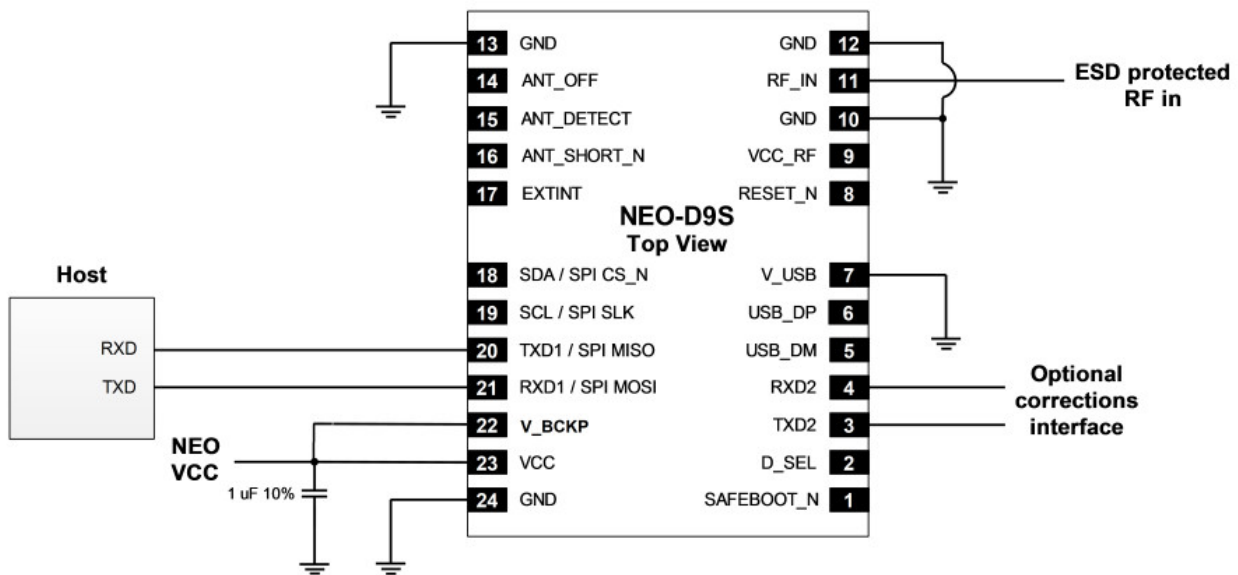 13 GND GND 12
14 ANT_OFF RF_IN 11 ESD protected
RF in
15 ANT_DETECT GND 10
16 ANT_SHORT_N VCC_RF 9
17 EXTINT RESET_N 8
NEO-D9S
Top View
Host
18 SDA / SPI CS_N V_USB 7
19 SCL / SPI SLK USB_DP 6
RXD 20 TXD1 / SPI MISO USB_DM 5
TXD 21 RXD1 / SPI MOSI RXD2 4
Optional
corrections
interface
22 V_BCKP TXD2 3
NEO
VCC
23 VCC D_SEL 2
1 uF 10%
24 GND SAFEBOOT_N 1